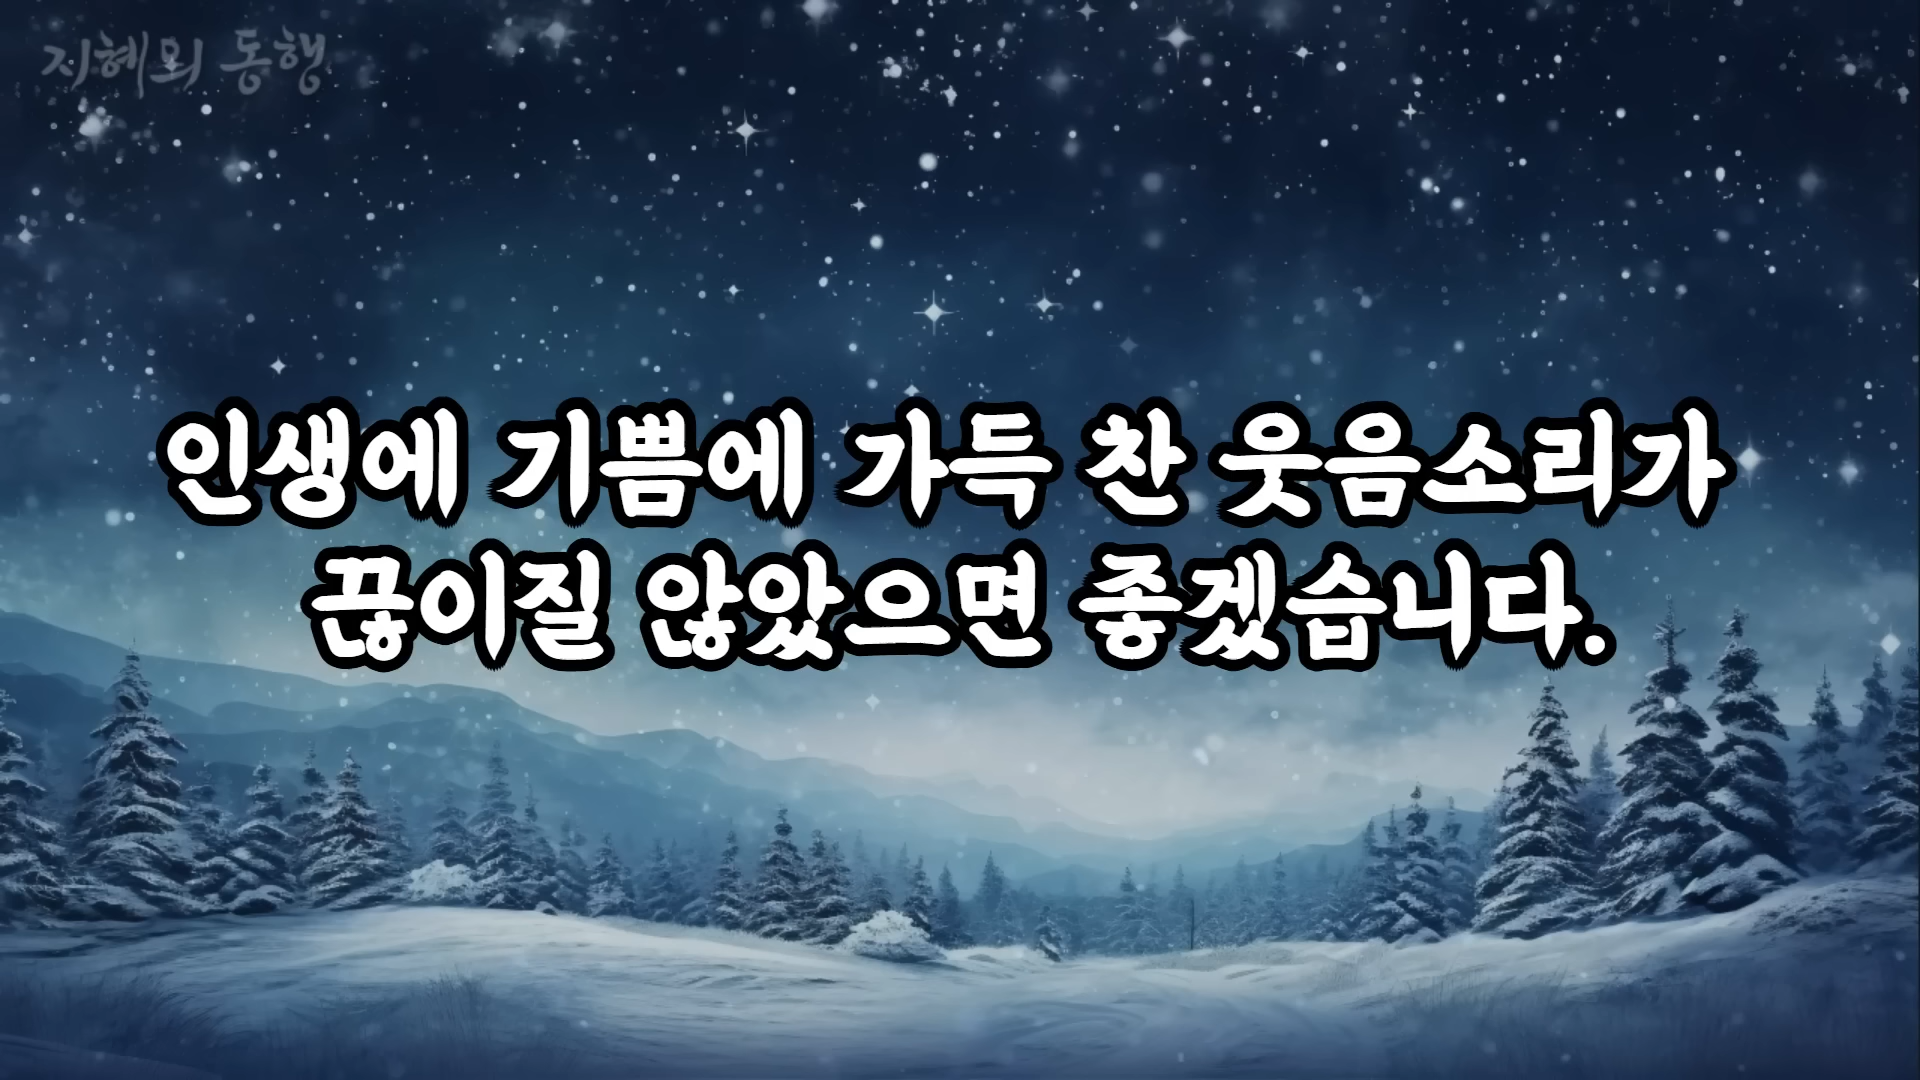 지혜의 동행
인생에 기쁨에 가득 찬 웃음소리가
끊이질 않았으면 좋겠습니다.